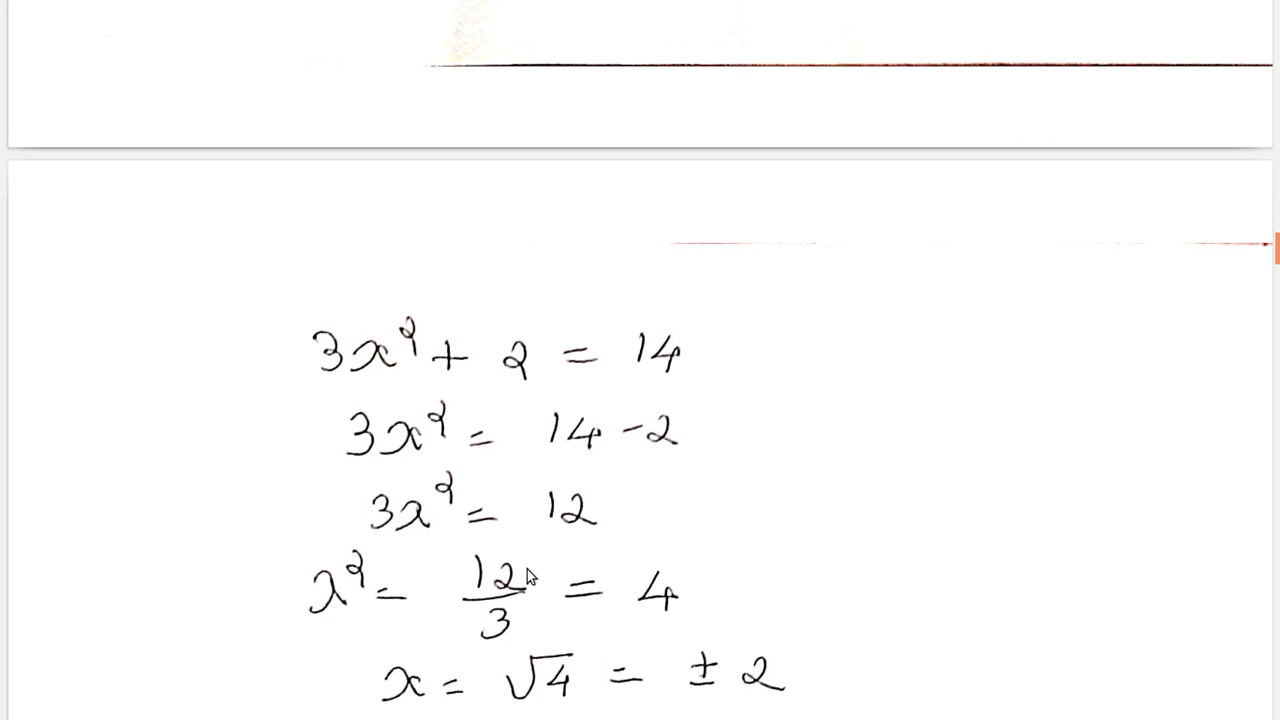 3x² + 2 = 14
3x² = 14 - 2
3x² = 12
x² = 12/3 = 4
x = √4 = ± 2